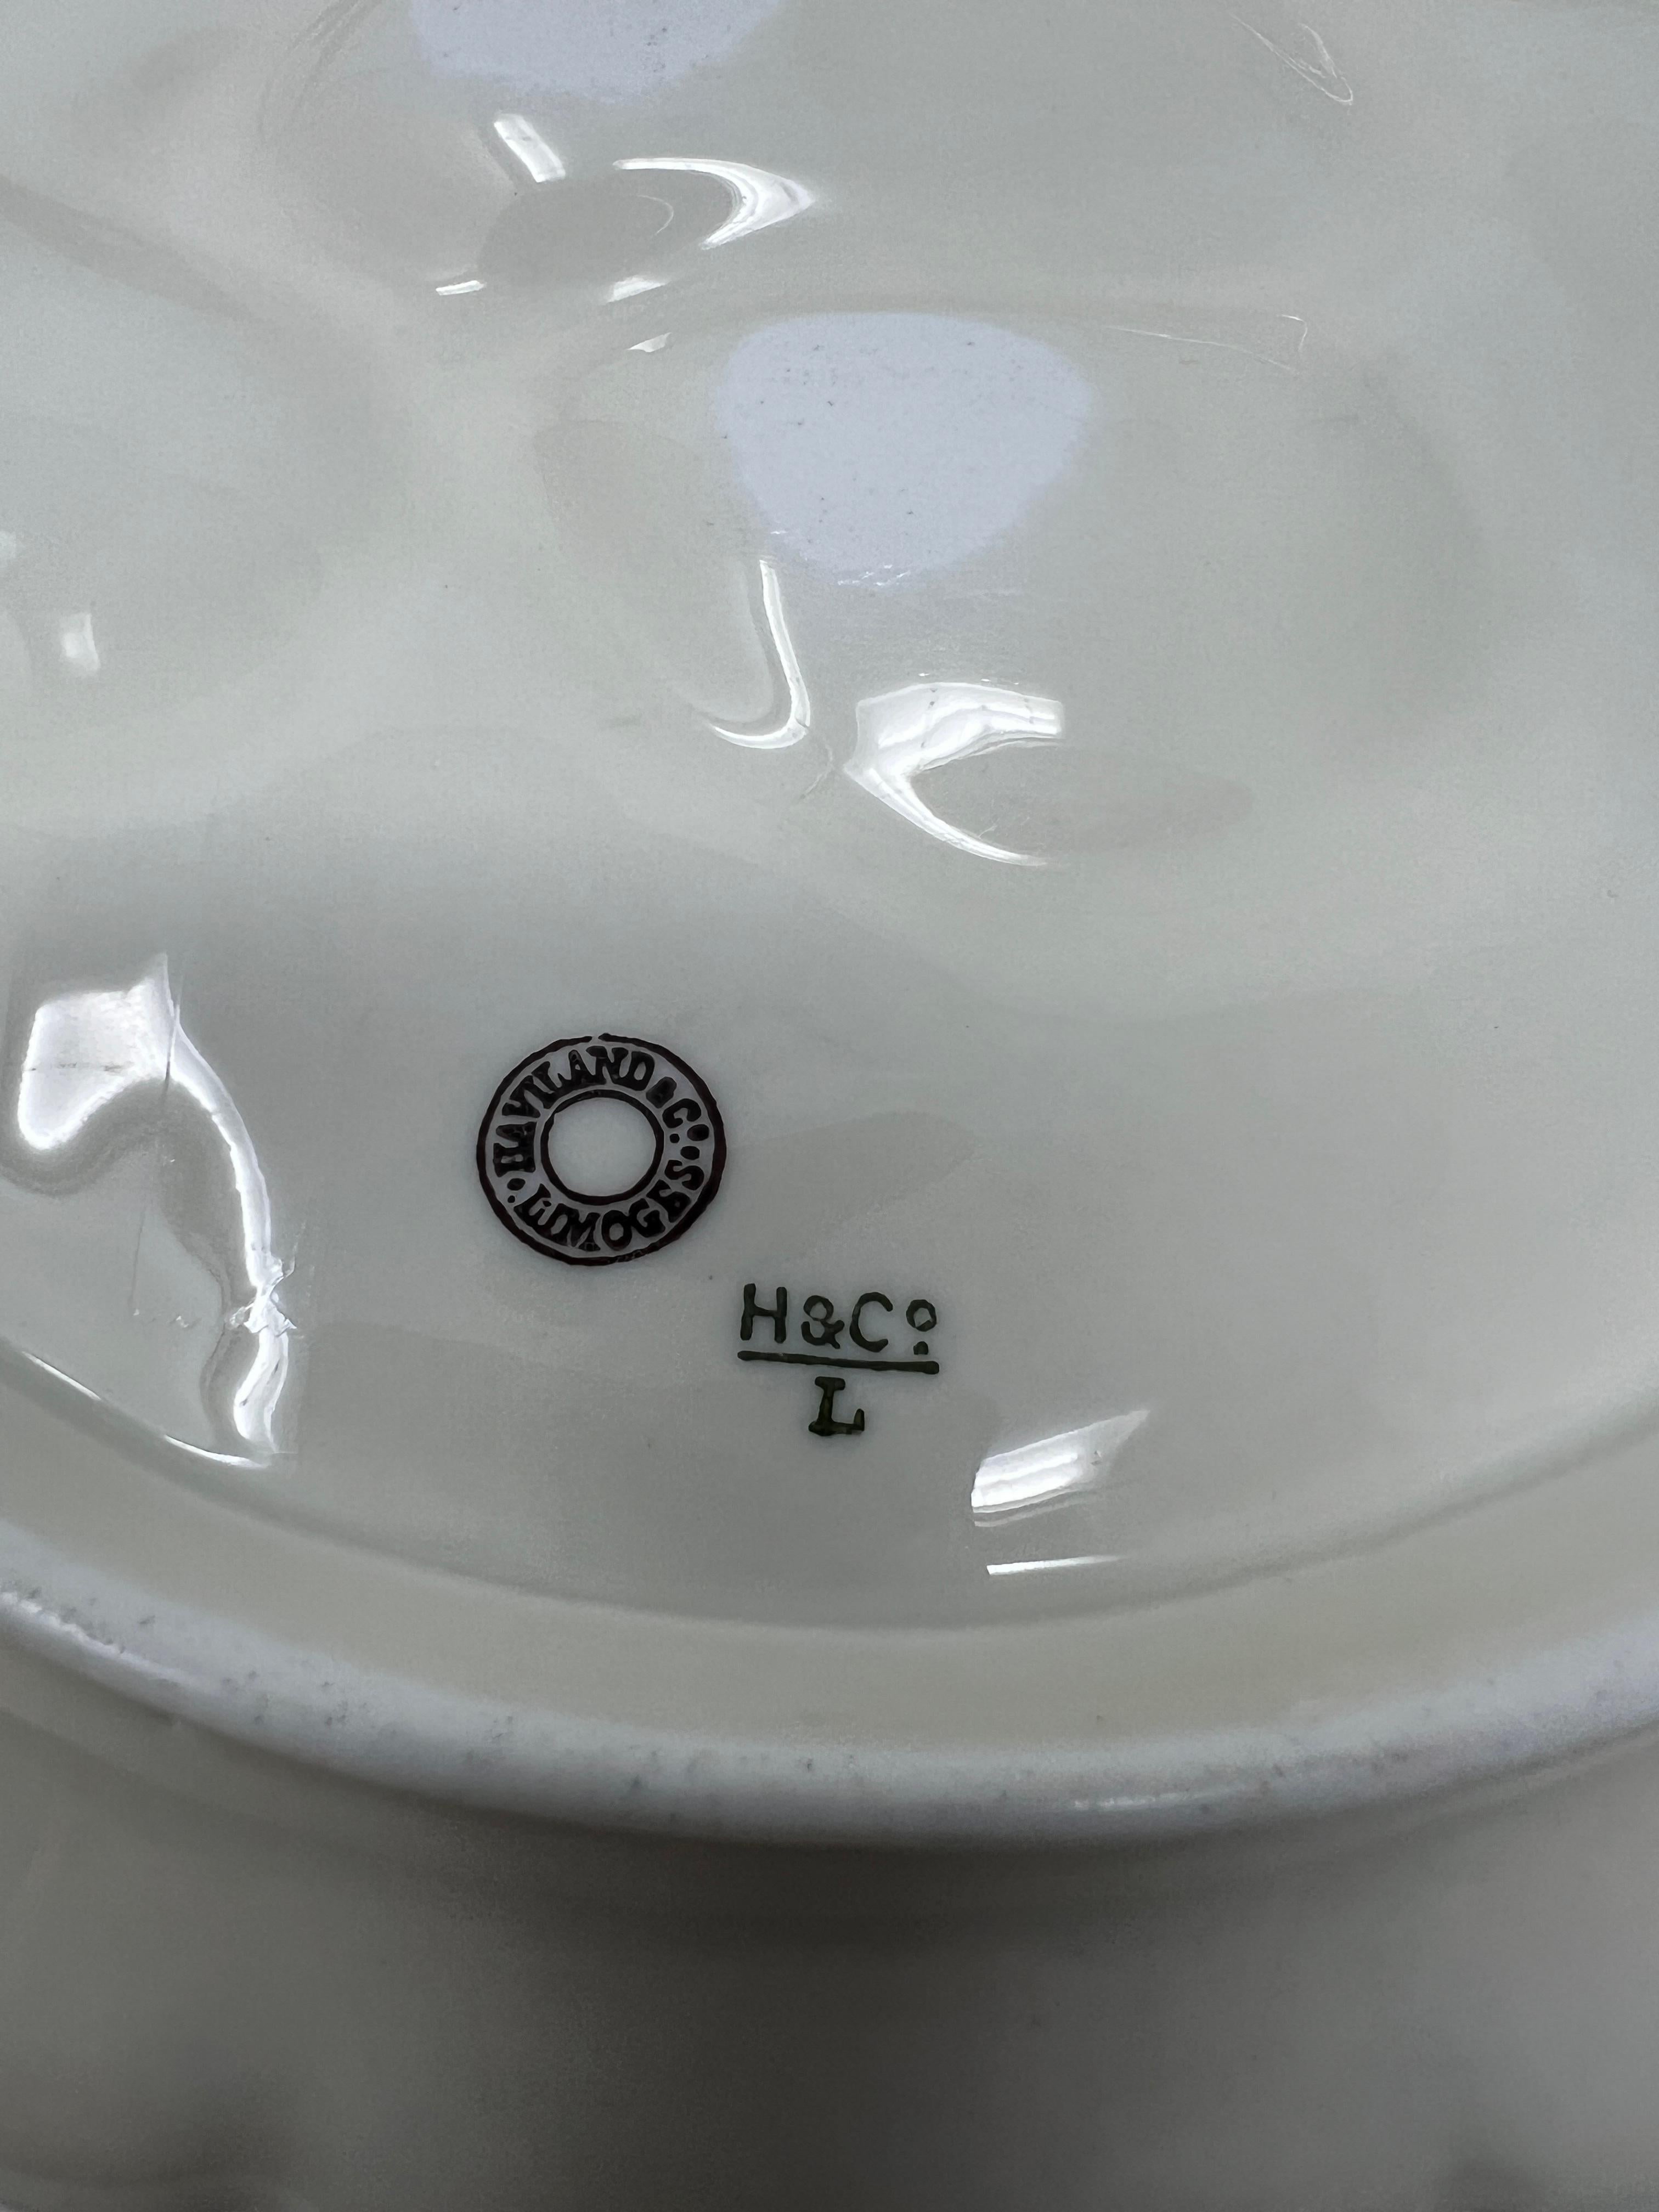 HAVILAND & Co.
LIMOGES
H & Co
L